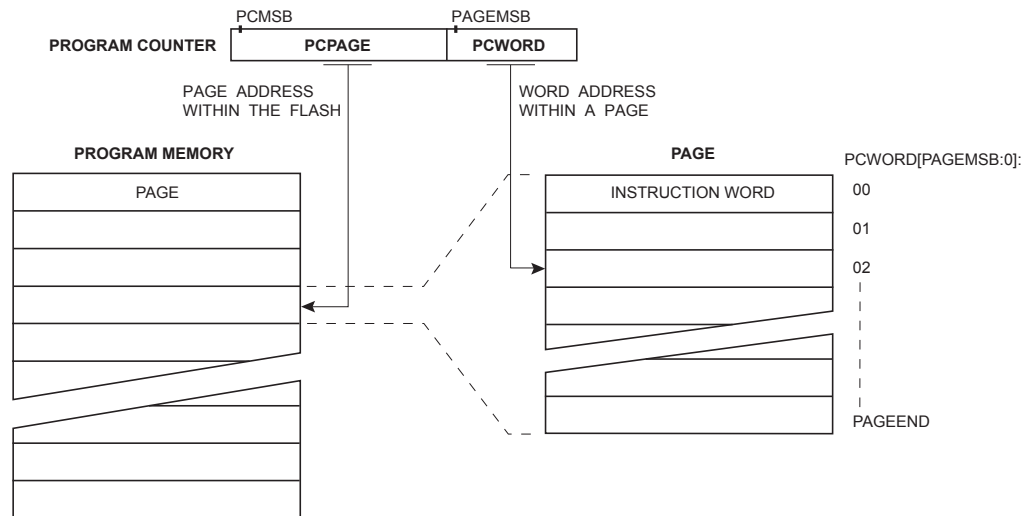 PCMSB
PAGEMSB
PROGRAM COUNTER
PCPAGE
PCWORD
PAGE ADDRESS
WITHIN THE FLASH
WORD ADDRESS
WITHIN A PAGE
PROGRAM MEMORY
PAGE
PCWORD[PAGEMSB:0]:
PAGE
INSTRUCTION WORD
00
01
02
PAGEEND